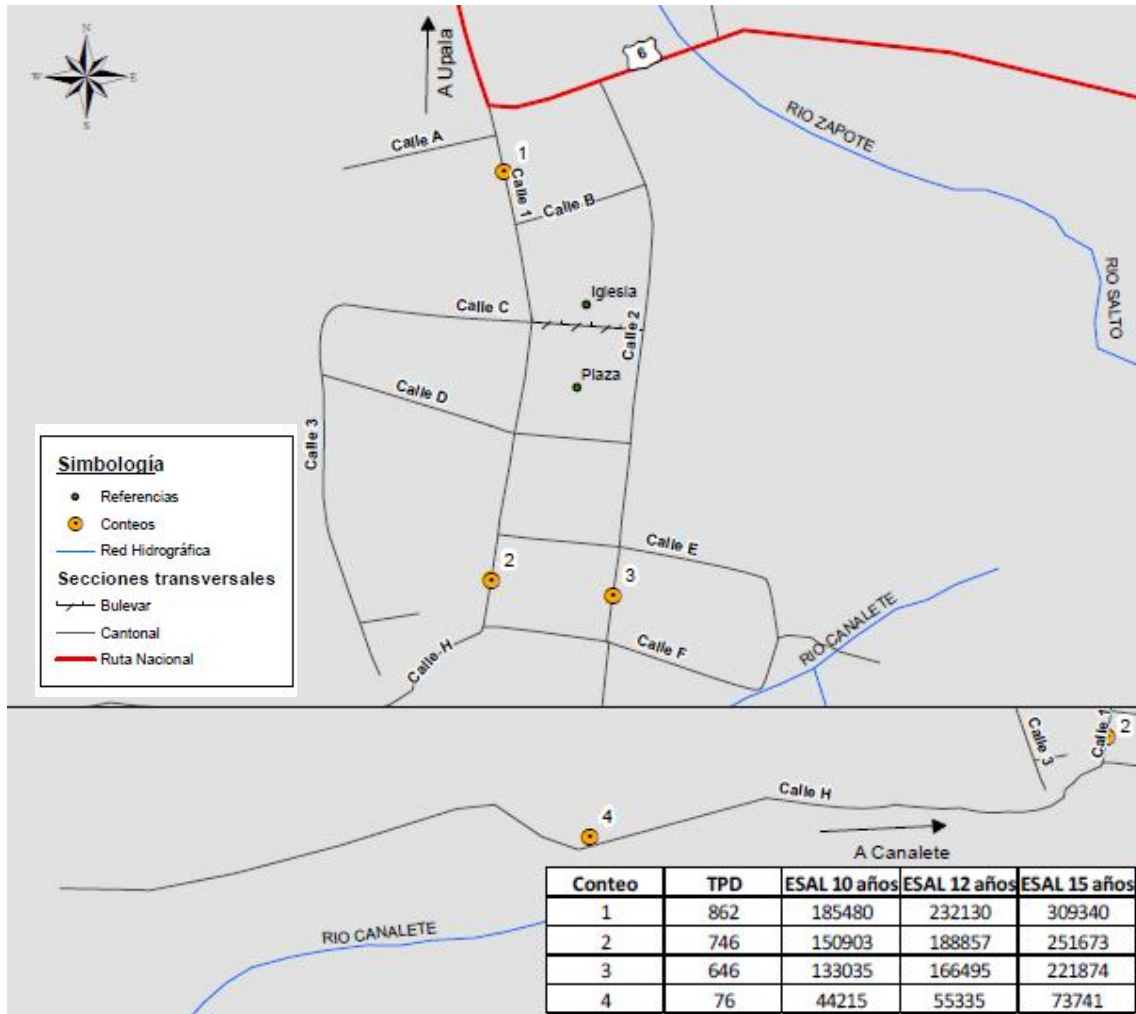 N
W
E
S
A Upala
6
RIO ZAPOTE
Calle A
1
Calle 1
Calle B
RIO SALTO
Iglesia
Calle C
Calle 2
Plaza
Calle D
Calle 3
Simbología
Referencias
Conteos
Red Hidrográfica
Secciones transversales
Bulevar
Cantonal
Ruta Nacional
Calle E
2
3
RIO CANALETE
Calle F
Calle H
Calle 1
2
Calle 3
Calle H
4
A Canalete
RIO CANALETE
Conteo TPD ESAL 10 años ESAL 12 años ESAL 15 años
1 862 185480 232130 309340
2 746 150903 188857 251673
3 646 133035 166495 221874
4 76 44215 55335 73741